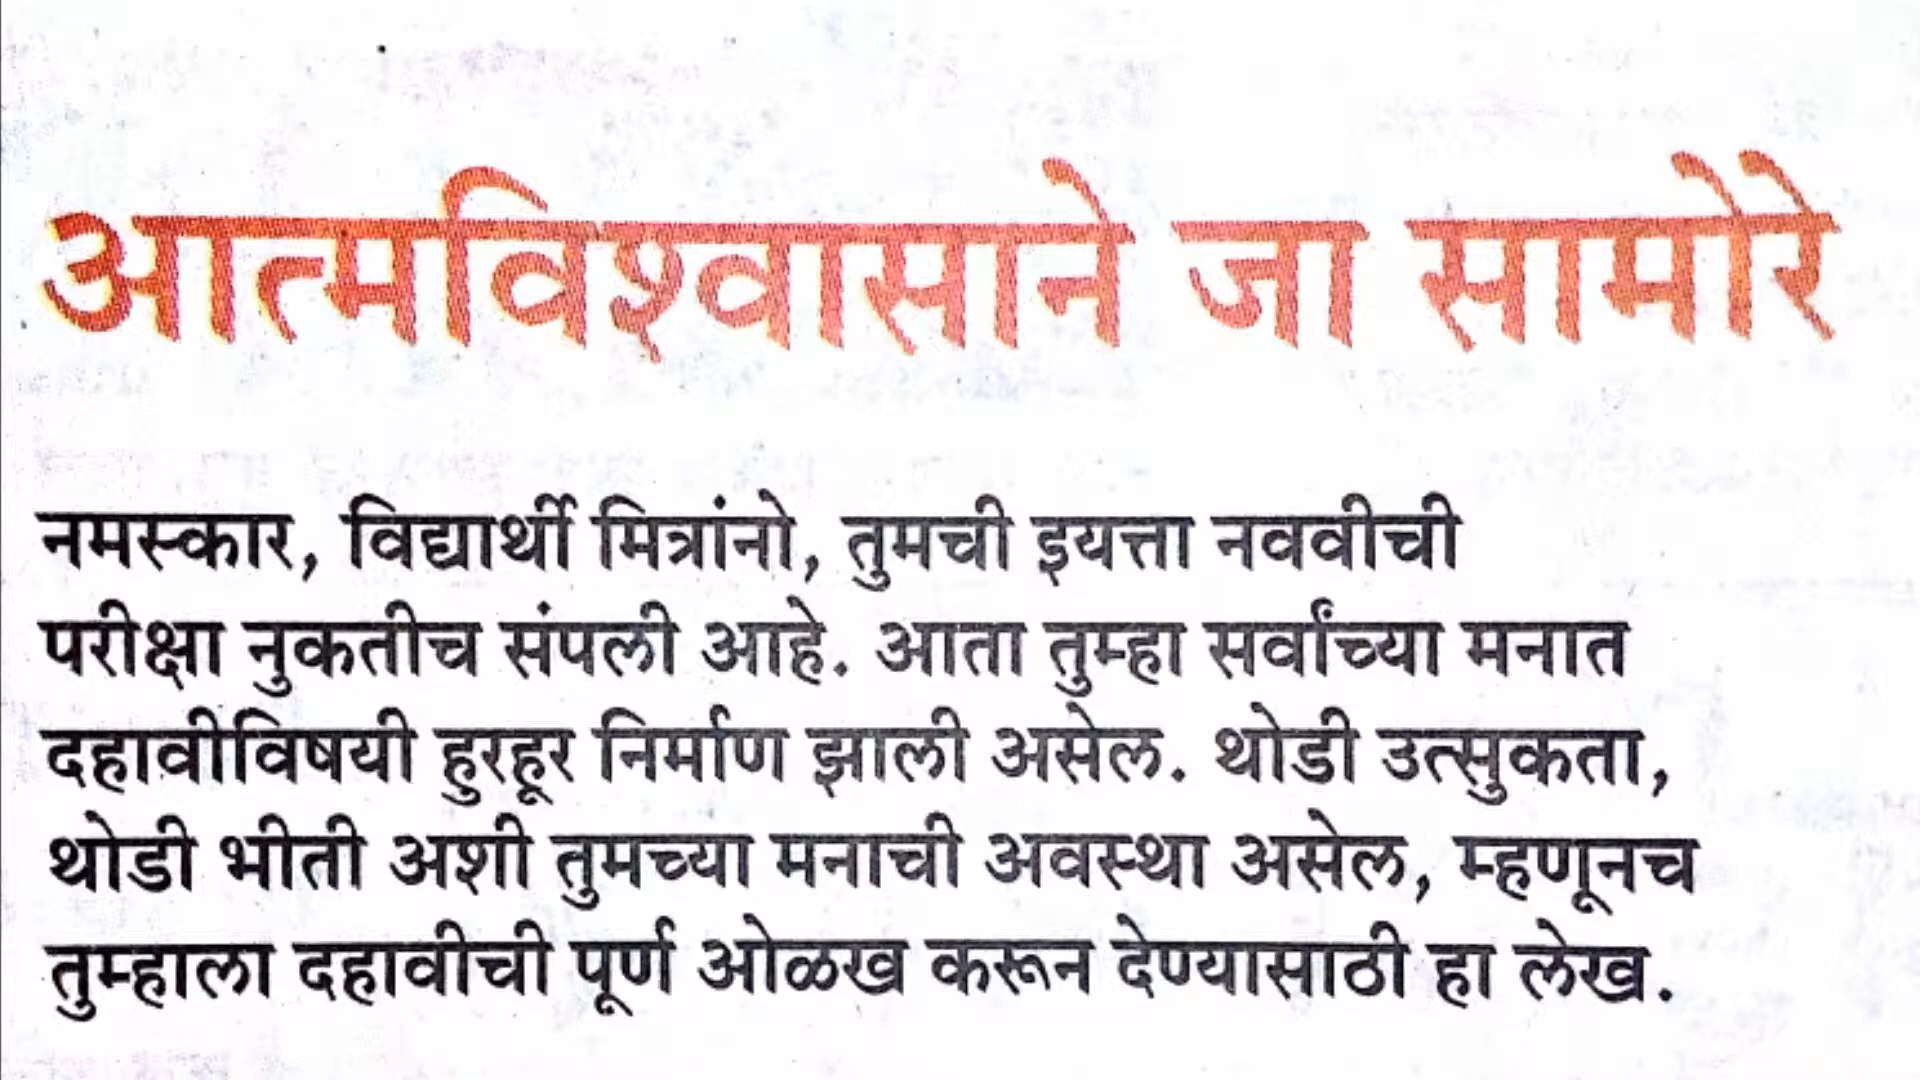 आत्मविश्वासाने जा सामोरे
नमस्कार, विद्यार्थी मित्रांनो, तुमची इयत्ता नववीची
परीक्षा नुकतीच संपली आहे. आता तुम्हा सर्वांच्या मनात
दहावीविषयी हुरहूर निर्माण झाली असेल. थोडी उत्सुकता,
थोडी भीती अशी तुमच्या मनाची अवस्था असेल, म्हणूनच
तुम्हाला दहावीची पूर्ण ओळख करून देण्यासाठी हा लेख.